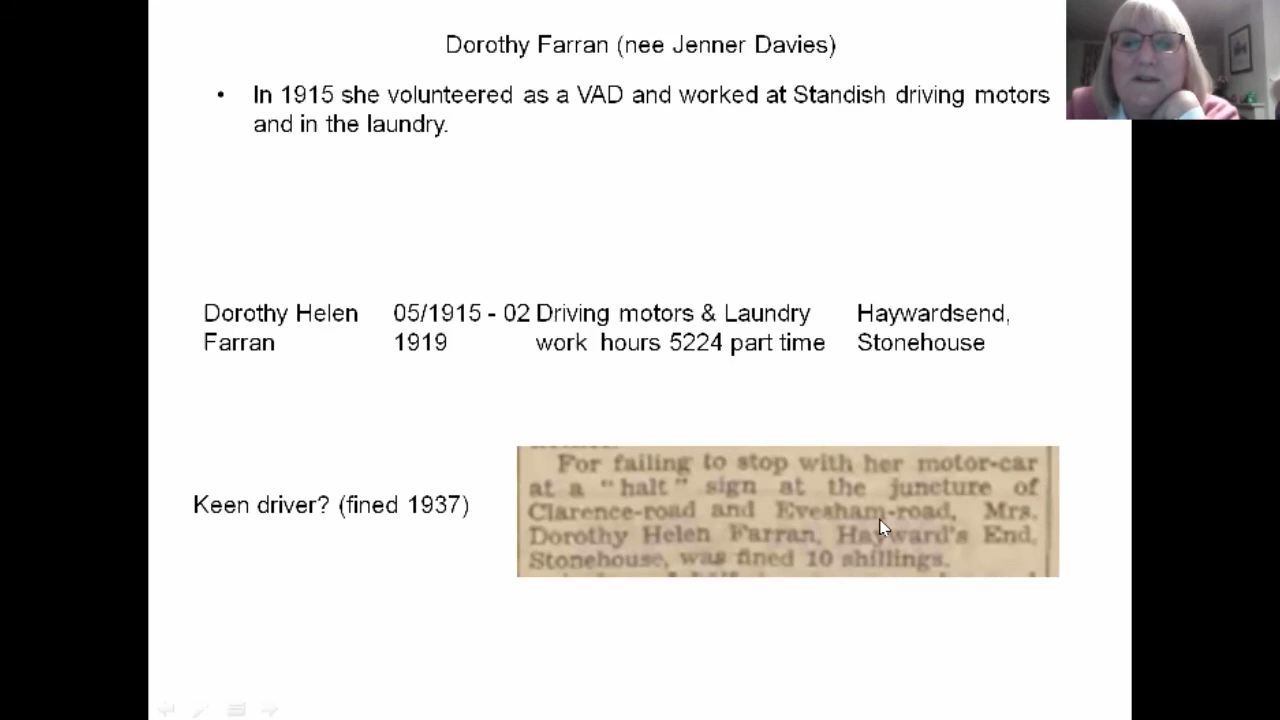 Dorothy Farran (nee Jenner Davies)
• In 1915 she volunteered as a VAD and worked at Standish driving motors
and in the laundry.
Dorothy Helen 05/1915 - 02 Driving motors & Laundry Haywardsend,
Farran 1919 work hours 5224 part time Stonehouse
Keen driver? (fined 1937)
For failing to stop with her motor-car
at a "halt" sign at the juncture of
Clarence-road and Evesham-road, Mrs.
Dorothy Helen Farran, Hayward's End,
Stonehouse, was fined 10 shillings.